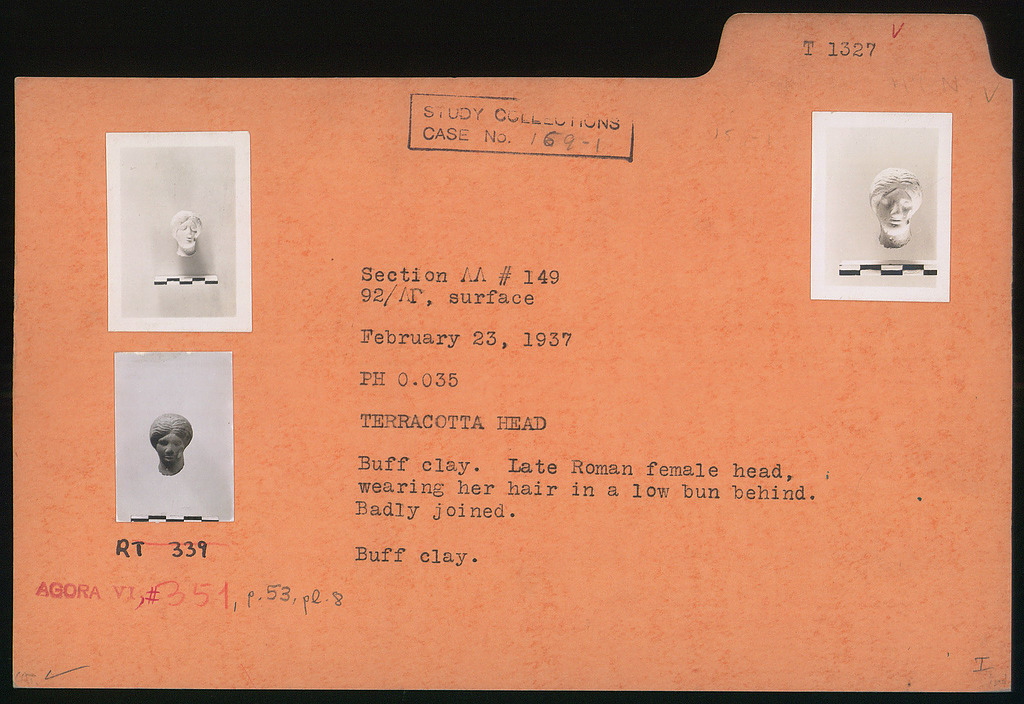 T 1327
V
STUDY COLLECTIONS
CASE No. 169-1
Section ΛΛ # 149
92/ΛΓ, surface
February 23, 1937
PH 0.035
TERRACOTTA HEAD
Buff clay. Late Roman female head,
wearing her hair in a low bun behind.
Badly joined.
Buff clay.
RT 339
AGORA VI, #351, p.53, pl.8
I